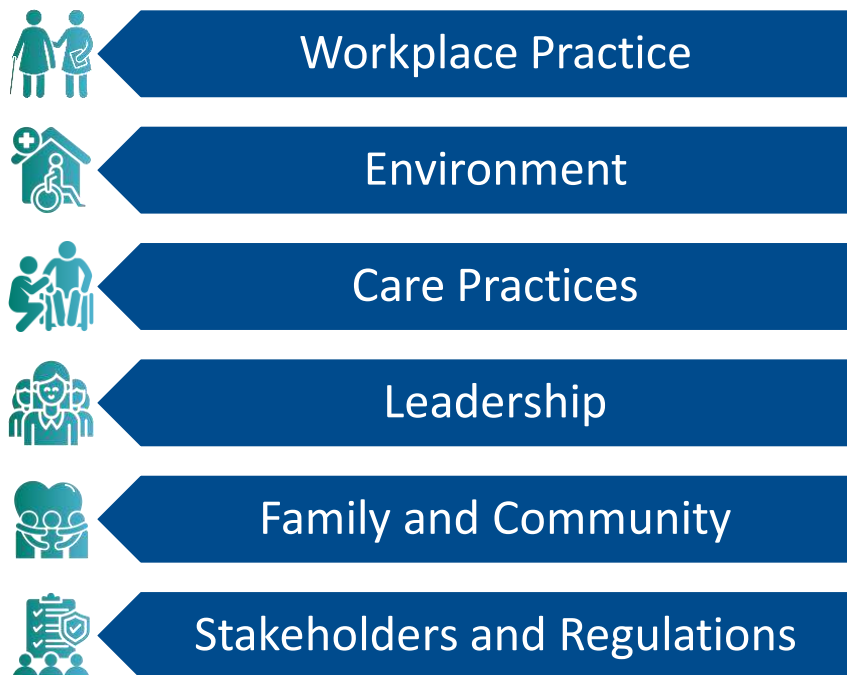 Workplace Practice
Environment
Care Practices
Leadership
Family and Community
Stakeholders and Regulations